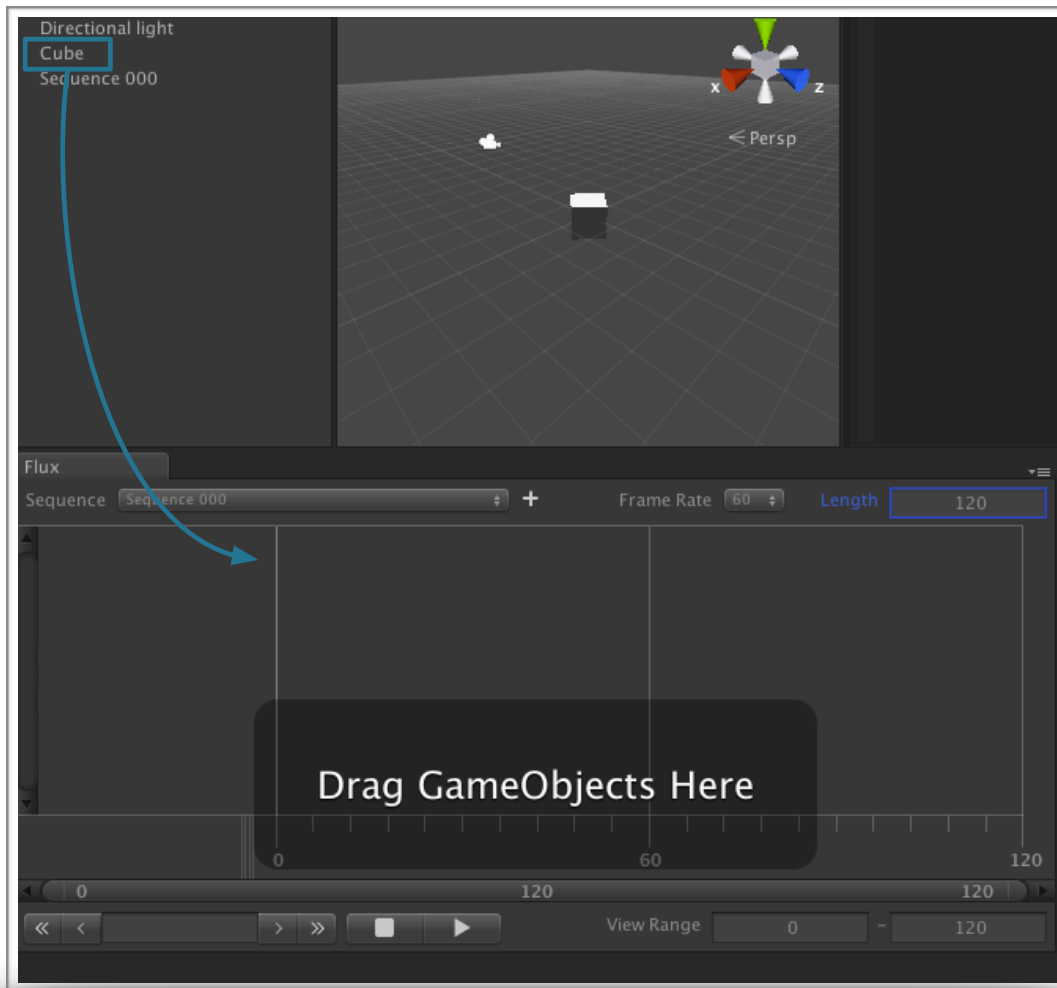 Directional light
Cube
Sequence 000
x z
Persp
Flux
Sequence Sequence 000 + Frame Rate 60 Length 120
Drag GameObjects Here
0 60 120
0 120 120
View Range 0 - 120